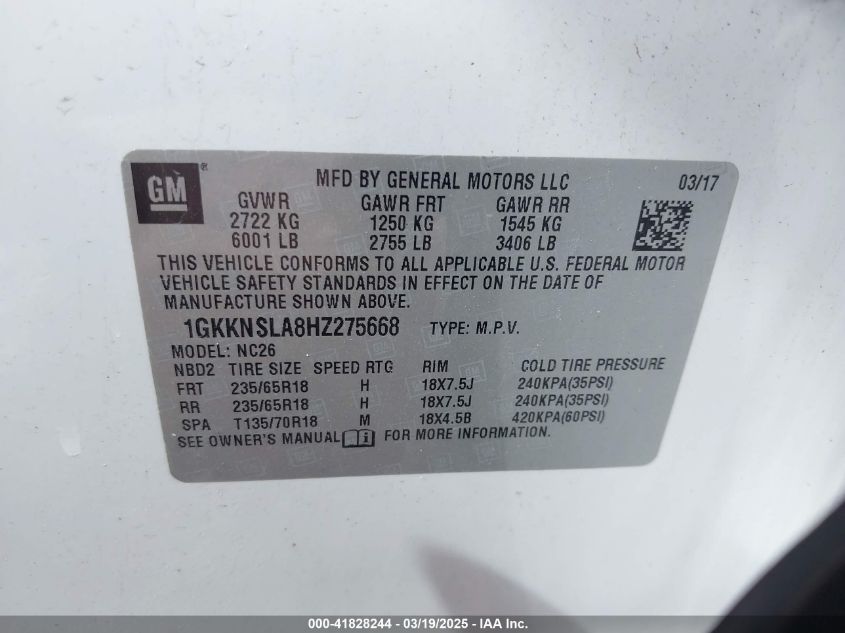 GM ®
MFD BY GENERAL MOTORS LLC 03/17
GVWR GAWR FRT GAWR RR
2722 KG 1250 KG 1545 KG
6001 LB 2755 LB 3406 LB
THIS VEHICLE CONFORMS TO ALL APPLICABLE U.S. FEDERAL MOTOR
VEHICLE SAFETY STANDARDS IN EFFECT ON THE DATE OF
MANUFACTURE SHOWN ABOVE.
1GKKNSLA8HZ275668 TYPE: M.P.V.
MODEL: NC26
NBD2 TIRE SIZE SPEED RTG RIM COLD TIRE PRESSURE
FRT 235/65R18 H 18X7.5J 240KPA(35PSI)
RR 235/65R18 H 18X7.5J 240KPA(35PSI)
SPA T135/70R18 M 18X4.5B 420KPA(60PSI)
SEE OWNER'S MANUAL i FOR MORE INFORMATION.
000-41828244 - 03/19/2025 - IAA Inc.